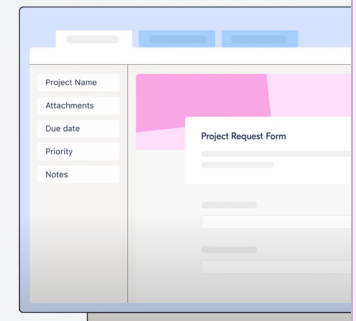 Project Name
Attachments
Due date
Priority
Notes
Project Request Form